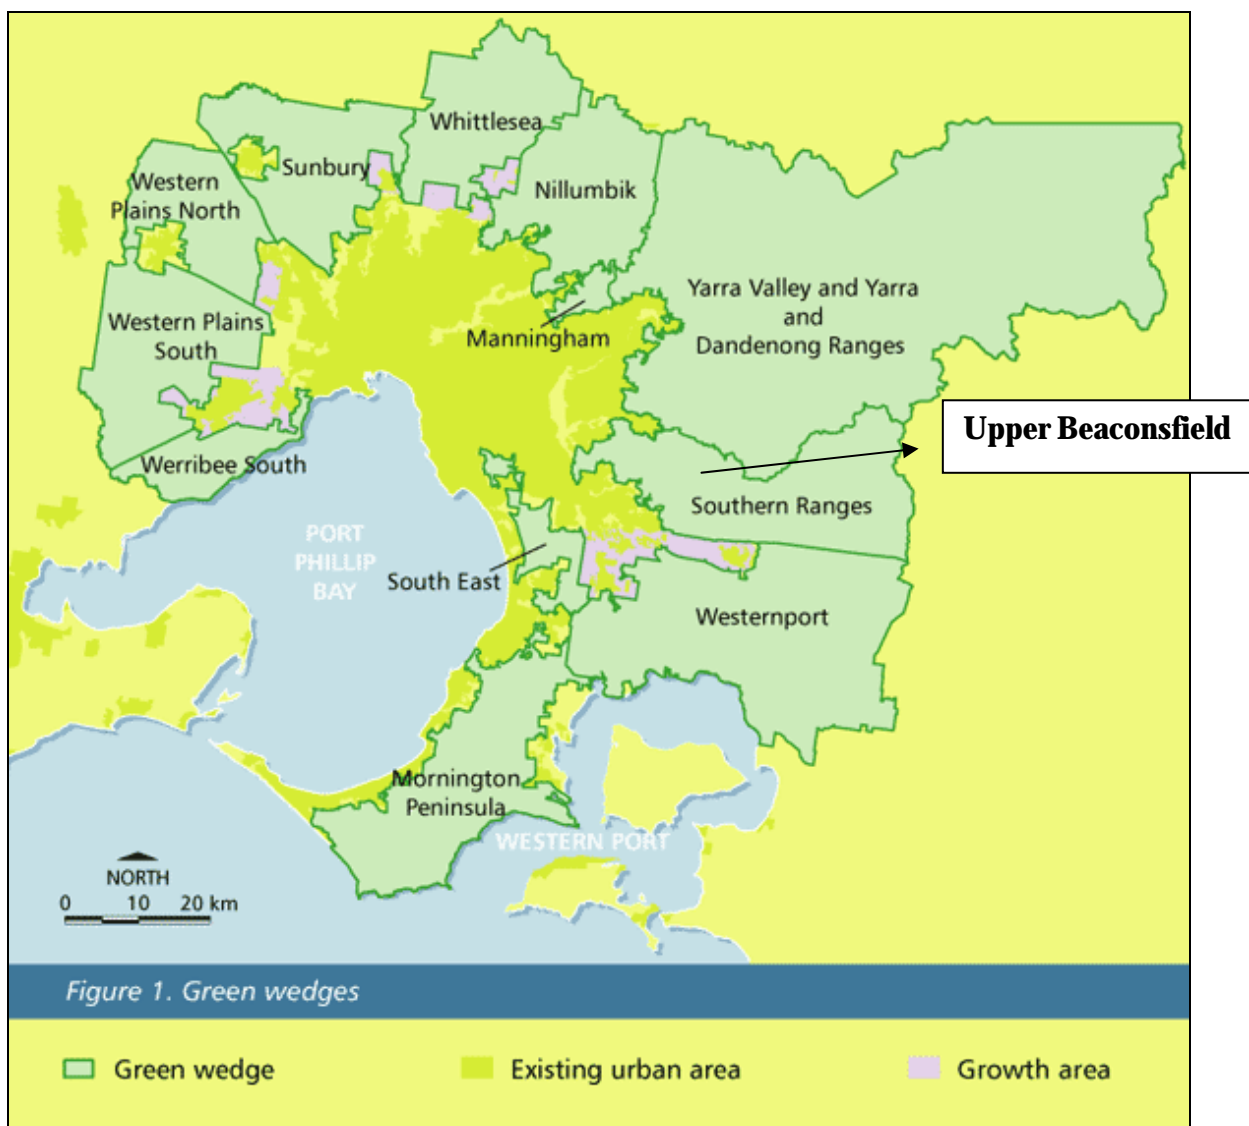 Whittlesea
Sunbury
Nillumbik
Western
Plains North
Yarra Valley and Yarra
and
Dandenong Ranges
Western Plains
South
Manningham
Upper Beaconsfield
Werribee South
Southern Ranges
PORT
PHILLIP
BAY
South East
Westernport
Mornington
Peninsula
WESTERN PORT
NORTH
0 10 20 km
Figure 1. Green wedges
Green wedge
Existing urban area
Growth area